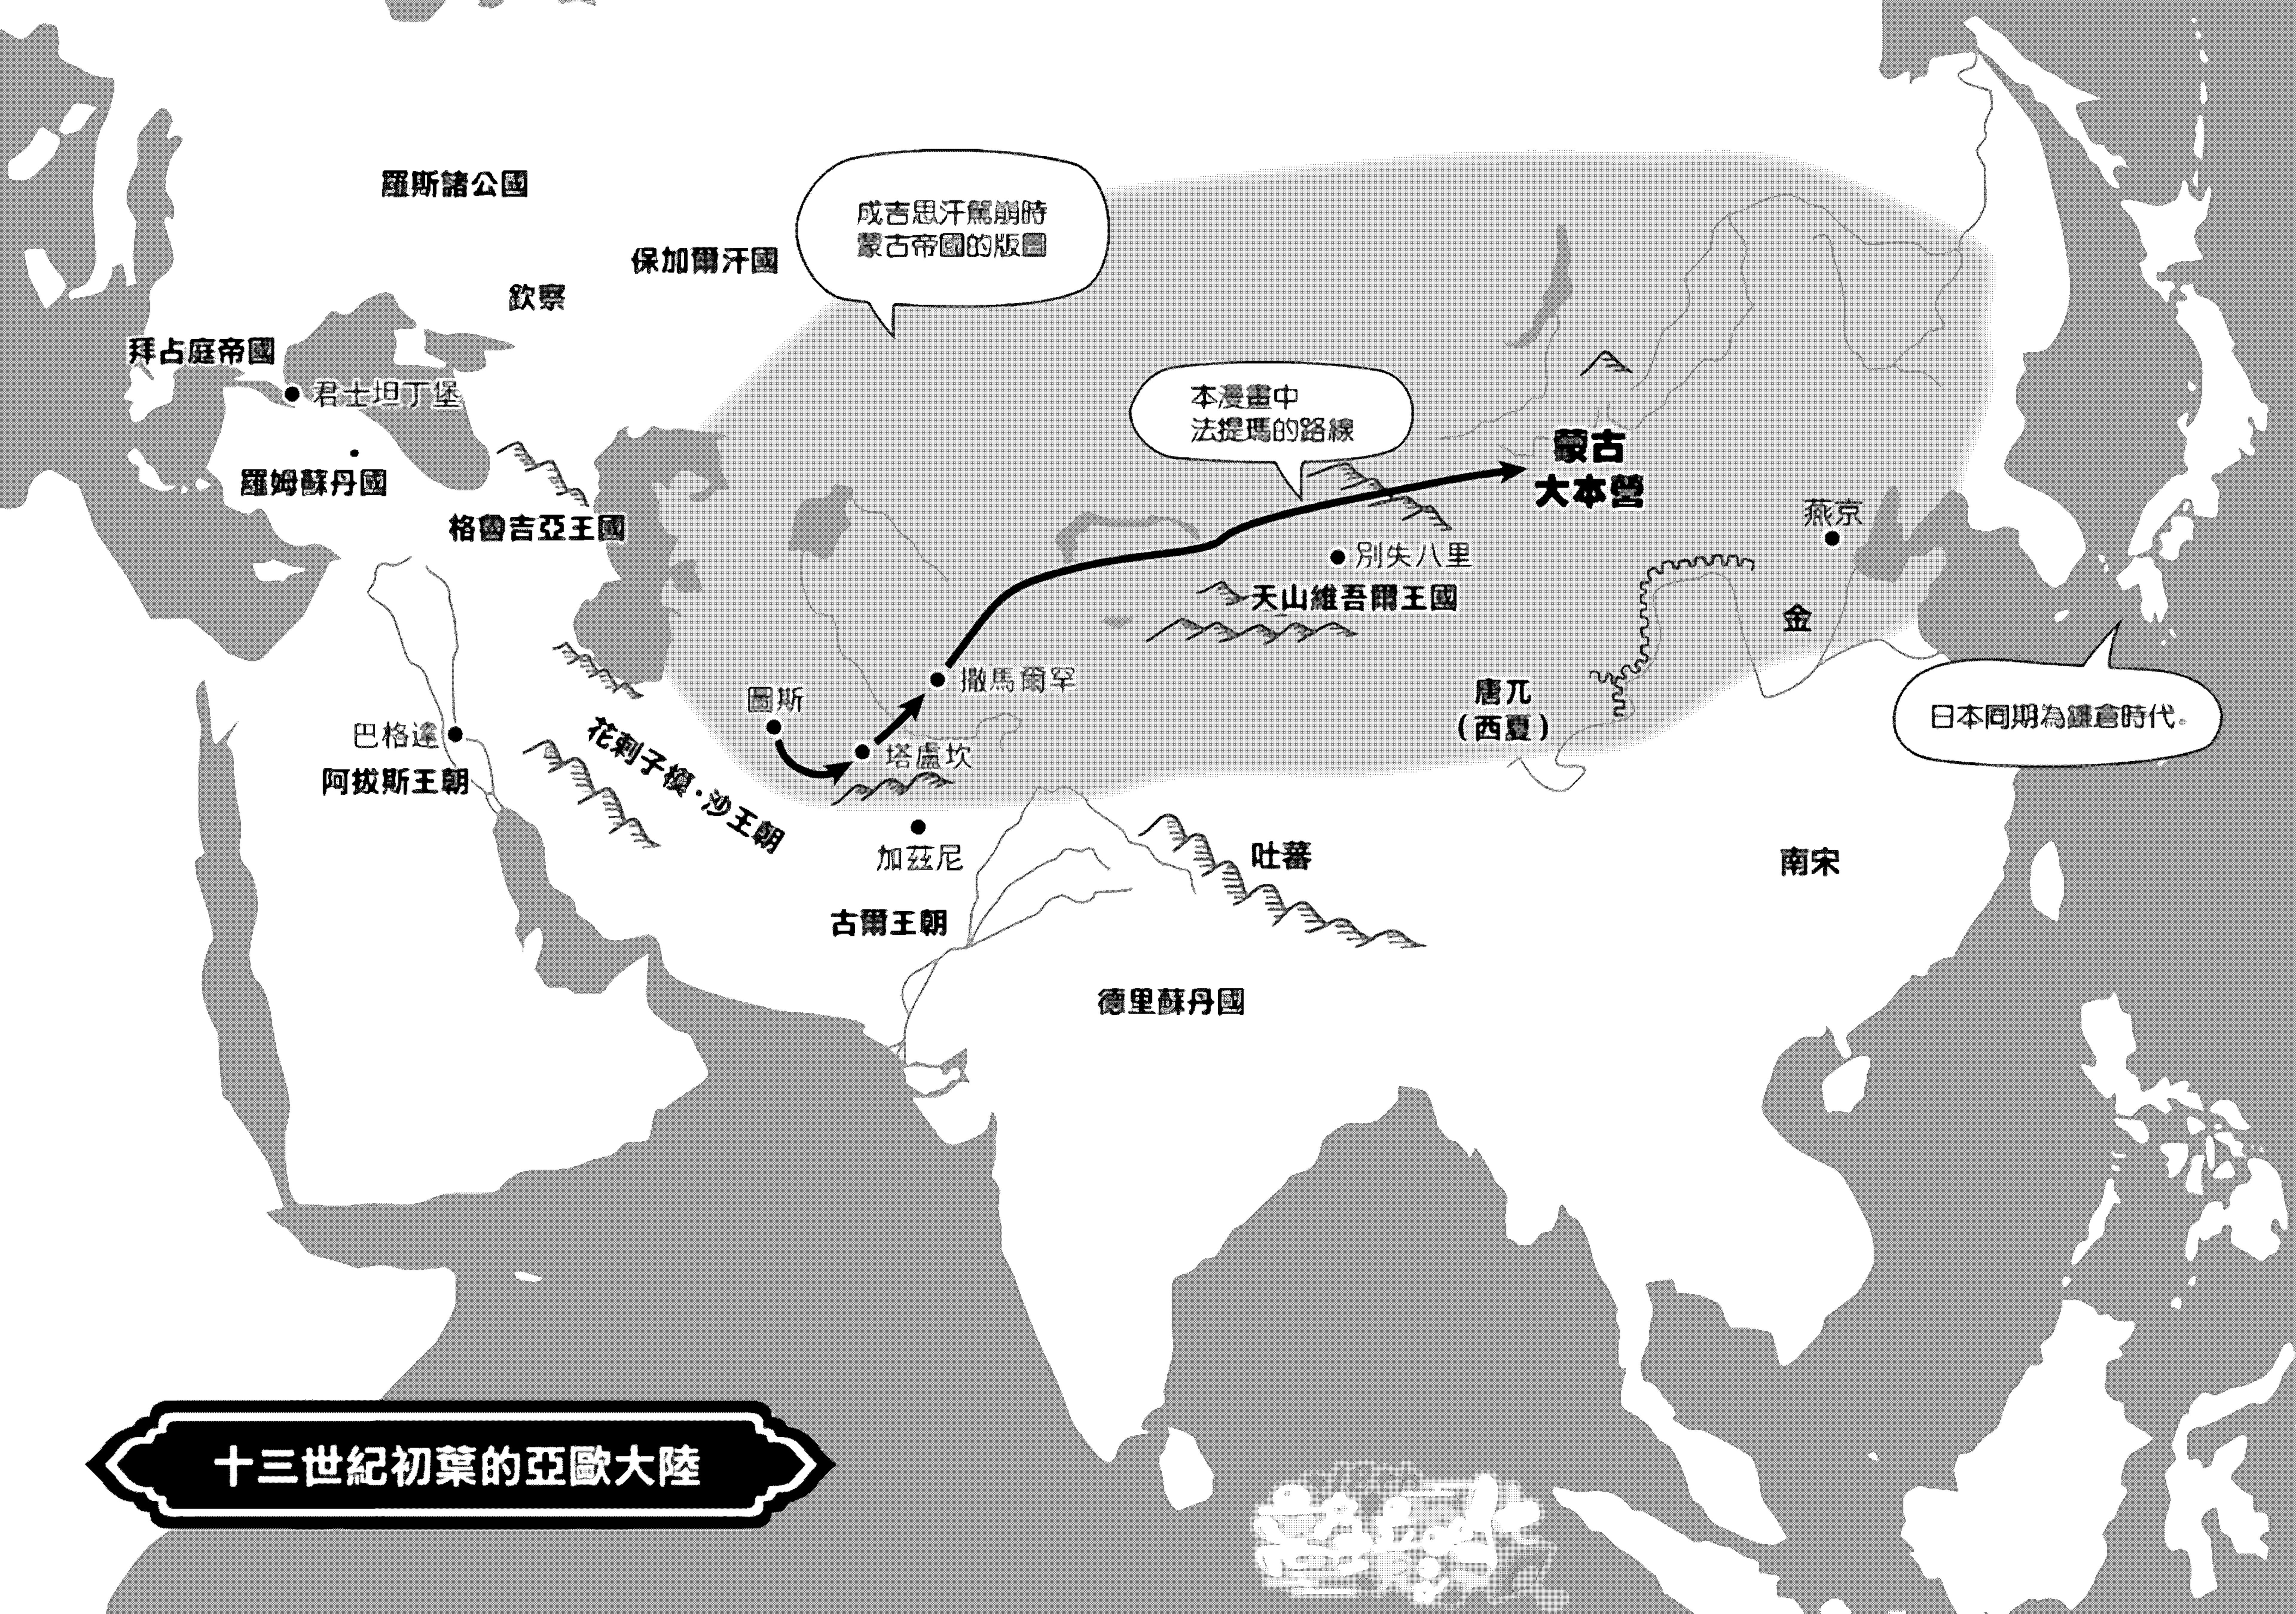 羅斯諸公國
成吉思汗駕崩時
蒙古帝國的版圖
保加爾汗國
欽察
拜占庭帝國
君士坦丁堡
本漫畫中
法提瑪的路線
蒙古
大本營
羅姆蘇丹國
格魯吉亞王國
燕京
別失八里
天山維吾爾王國
金
撒馬爾罕
圖斯
唐兀
(西夏)
日本同期為鎌倉時代。
巴格達
塔盧坎
阿拔斯王朝
花剌子模·沙王朝
加茲尼
吐蕃
南宋
古爾王朝
德里蘇丹國
十三世紀初葉的亞歐大陸
18th